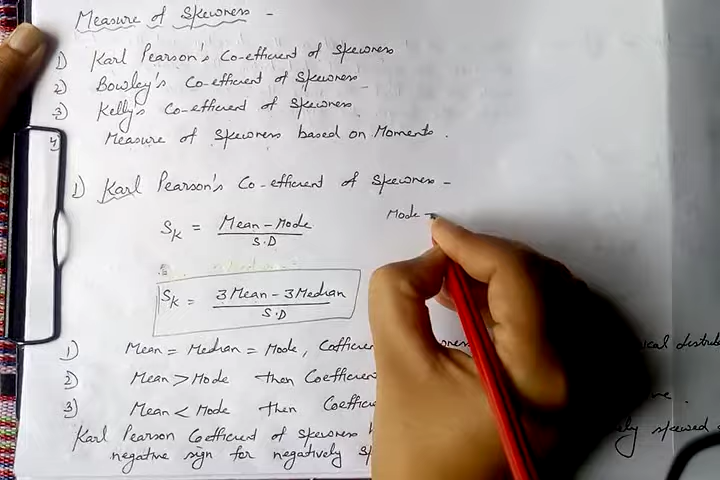 Measure of Skewness -
1) Karl Pearson's Co-efficient of Skewness
2) Bowley's Co-efficient of Skewness
3) Kelly's Co-efficient of Skewness
4) Measure of Skewness based on Moments.
1) Karl Pearson's Co-efficient of Skewness -
Sk = Mean - Mode / S.D
Mode -
Sk = 3 Mean - 3 Median / S.D
1) Mean = Median = Mode,
2) Mean > Mode then
3) Mean < Mode then
Karl Pearson Coefficient of skewness
negative sign for negatively